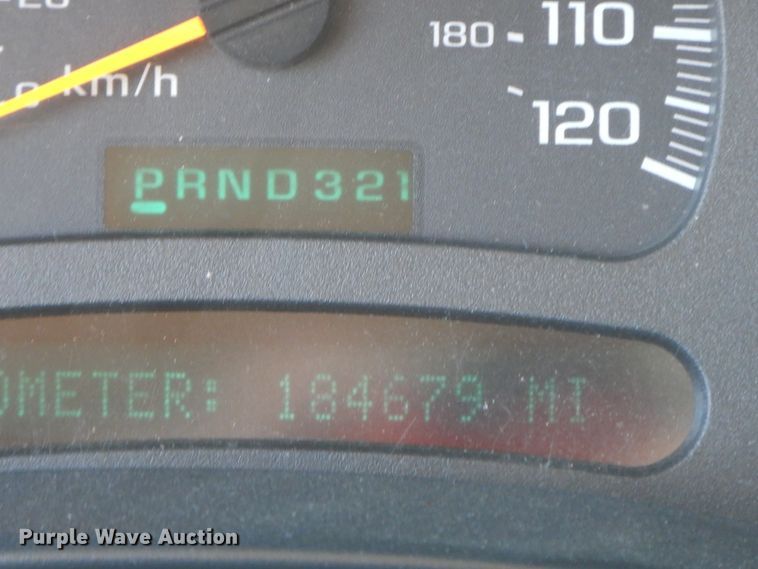 110
180
km/h
120
PRND321
OMETER: 184679 MI
Purple Wave Auction